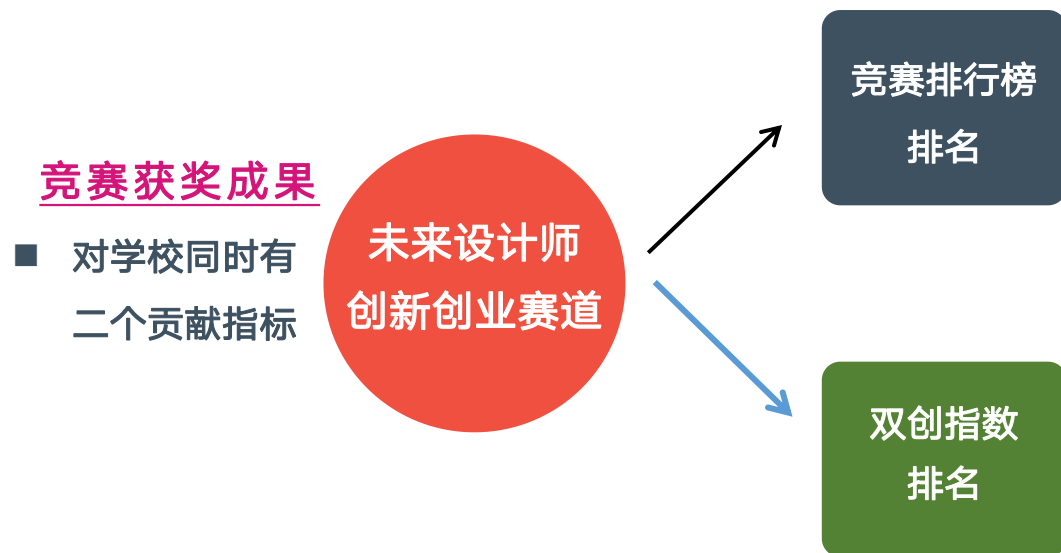 竞赛获奖成果
■ 对学校同时有
二个贡献指标
未来设计师
创新创业赛道
竞赛排行榜
排名
双创指数
排名